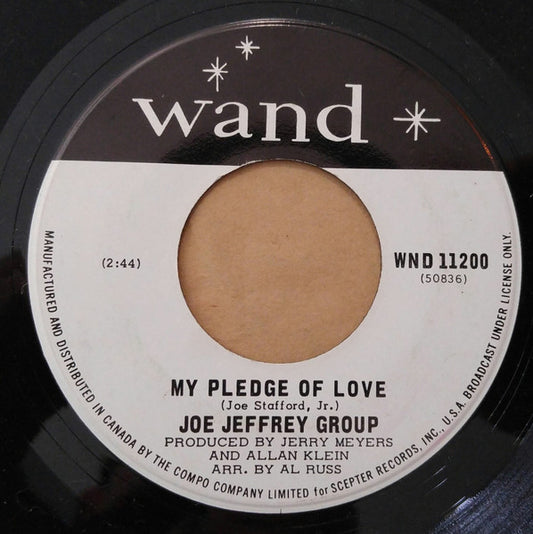 wand
(2:44)
WND 11200
(50836)
MY PLEDGE OF LOVE
(Joe Stafford, Jr.)
JOE JEFFREY GROUP
PRODUCED BY JERRY MEYERS
AND ALLAN KLEIN
ARR. BY AL RUSS
MANUFACTURED AND DISTRIBUTED IN CANADA BY THE COMPO COMPANY LIMITED for SCEPTER RECORDS, INC., U.S.A. BROADCAST UNDER LICENSE ONLY.